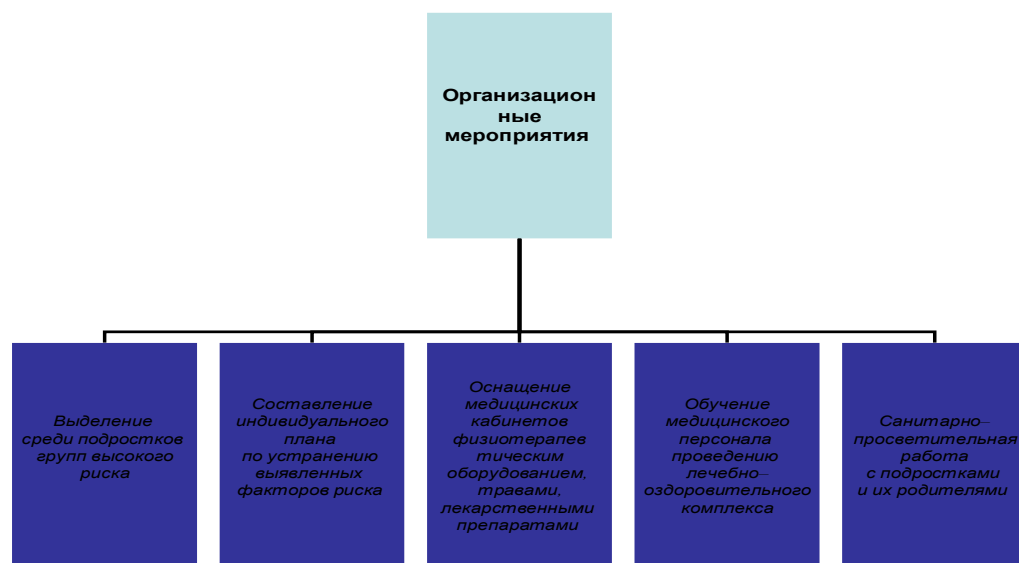 Организацион
ные
мероприятия
Выделение
среди подростков
групп высокого
риска
Составление
индивидуального
плана
по устранению
выявленных
факторов риска
Оснащение
медицинских
кабинетов
физиотерапев
тическим
оборудованием,
травами,
лекарственными
препаратами
Обучение
медицинского
персонала
проведению
лечебно–
оздоровительного
комплекса
Санитарно–
просветительная
работа
с подростками
и их родителями